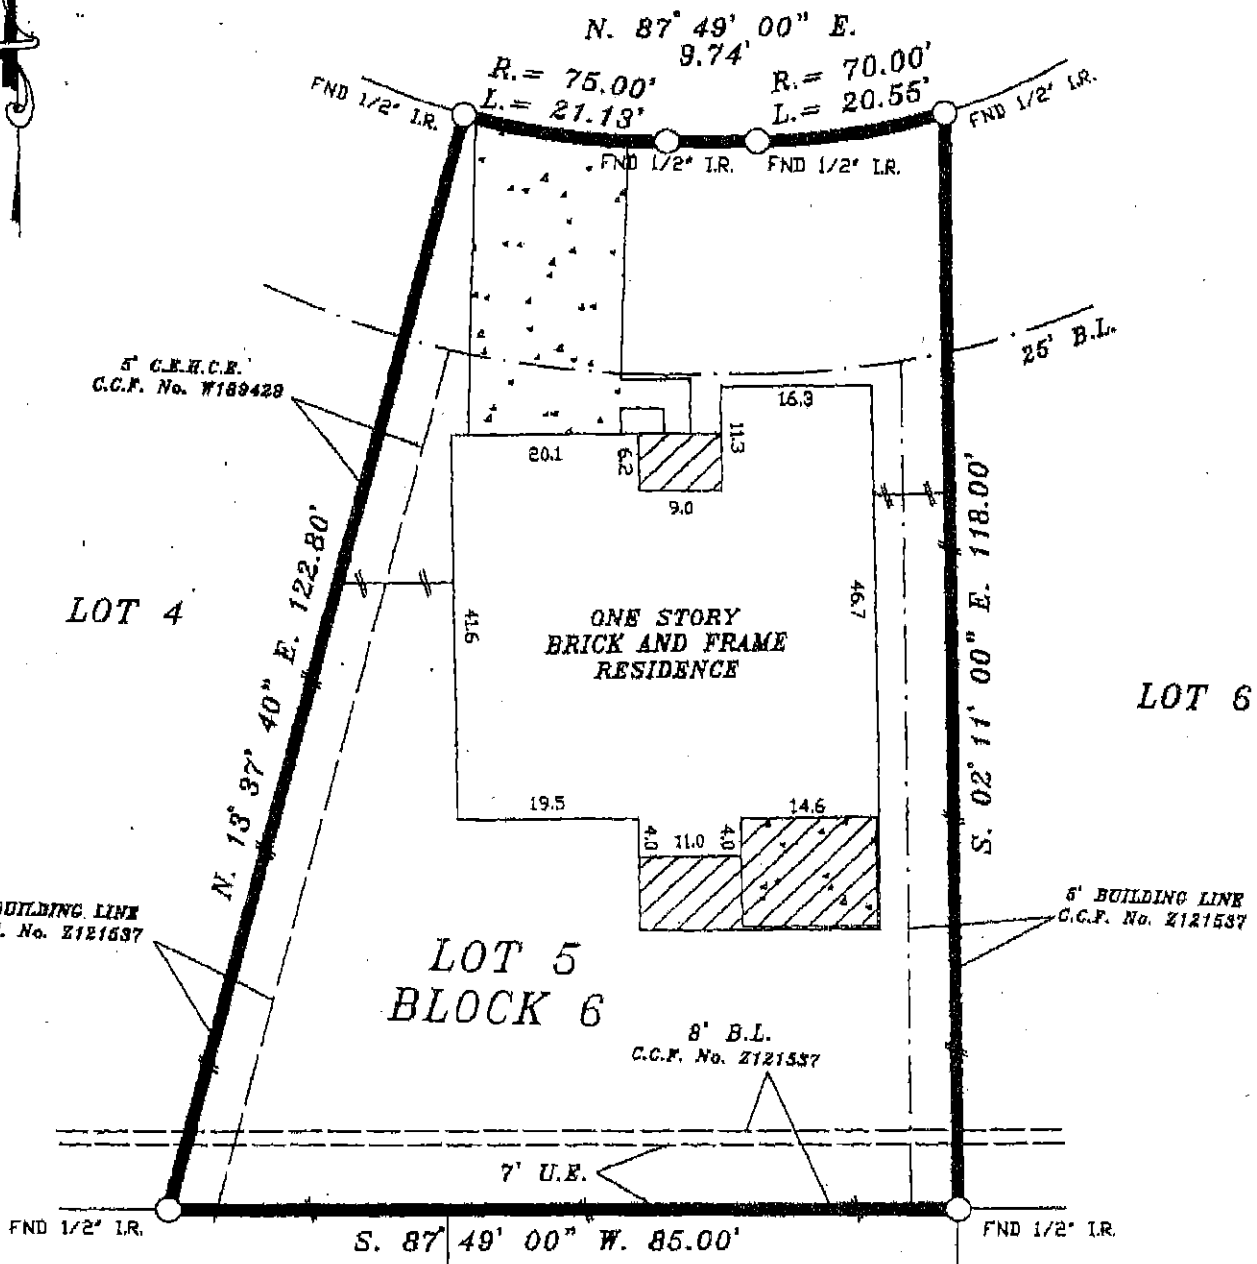 N. 87° 49' 00" E.
9.74'
R.= 75.00'
L.= 21.13'
R.= 70.00'
L.= 20.55'
FND 1/2" I.R.
FND 1/2" I.R.
FND 1/2" I.R.
FND 1/2" I.R.
25' B.L.
5' C.E.H.C.E.
C.C.F. No. W189429
16.3
11.3
20.1
6.2
9.0
N. 13° 37' 40" E. 122.80'
S. 02° 11' 00" E. 118.00'
LOT 4
41.6
ONE STORY
BRICK AND FRAME
RESIDENCE
46.7
LOT 6
19.5
4.0
11.0
4.0
14.6
BUILDING LINE
No. Z121537
5' BUILDING LINE
C.C.F. No. Z121537
LOT 5
BLOCK 6
8' B.L.
C.C.F. No. Z121537
7' U.E.
FND 1/2" I.R.
S. 87° 49' 00" W. 85.00'
FND 1/2" I.R.